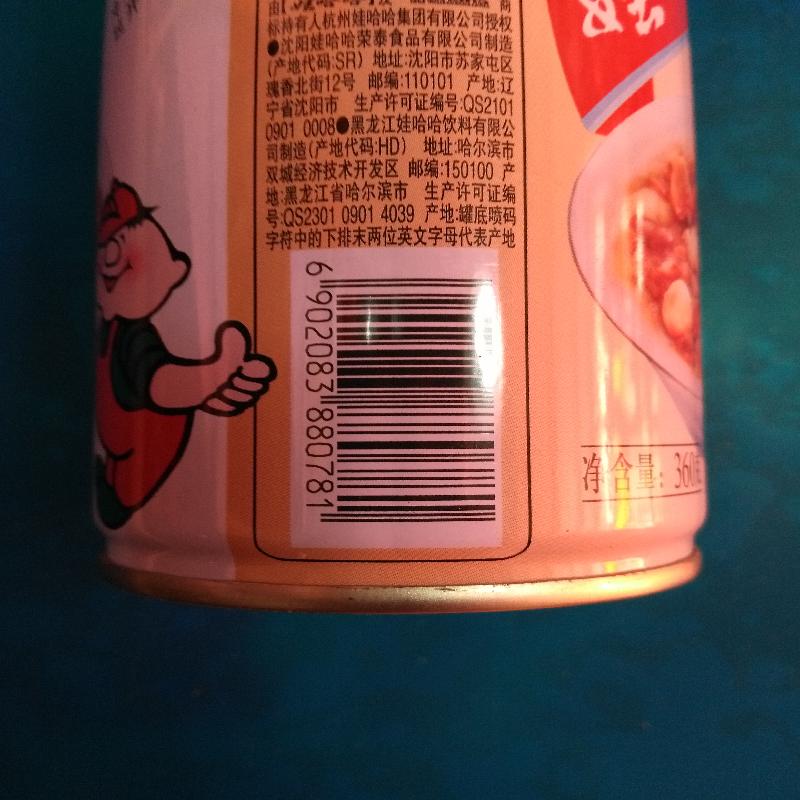 标持有人杭州娃哈哈集团有限公司授权
●沈阳娃哈哈荣泰食品有限公司制造
(产地代码:SR) 地址:沈阳市苏家屯区
瑰香北街12号 邮编:110101 产地:辽
宁省沈阳市 生产许可证编号:QS2101
0901 0008●黑龙江娃哈哈饮料有限公
司制造(产地代码:HD) 地址:哈尔滨市
双城经济技术开发区 邮编:150100 产
地:黑龙江省哈尔滨市 生产许可证编
号:QS2301 0901 4039 产地:罐底喷码
字符中的下排末两位英文字母代表产地
6 902083 880781
净含量: 360